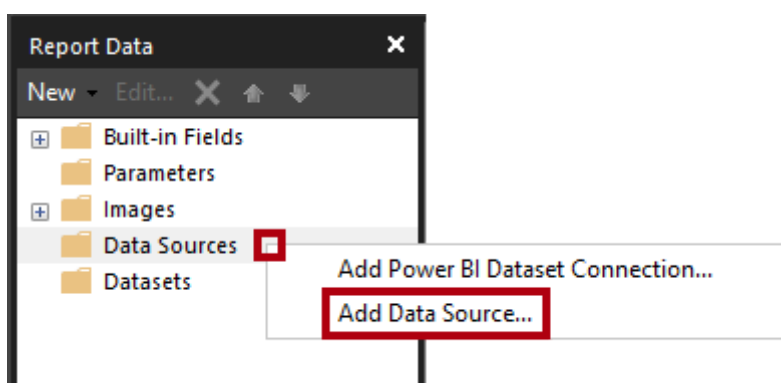 Report Data
New Edit...
Built-in Fields
Parameters
Images
Data Sources
Add Power BI Dataset Connection...
Datasets
Add Data Source...